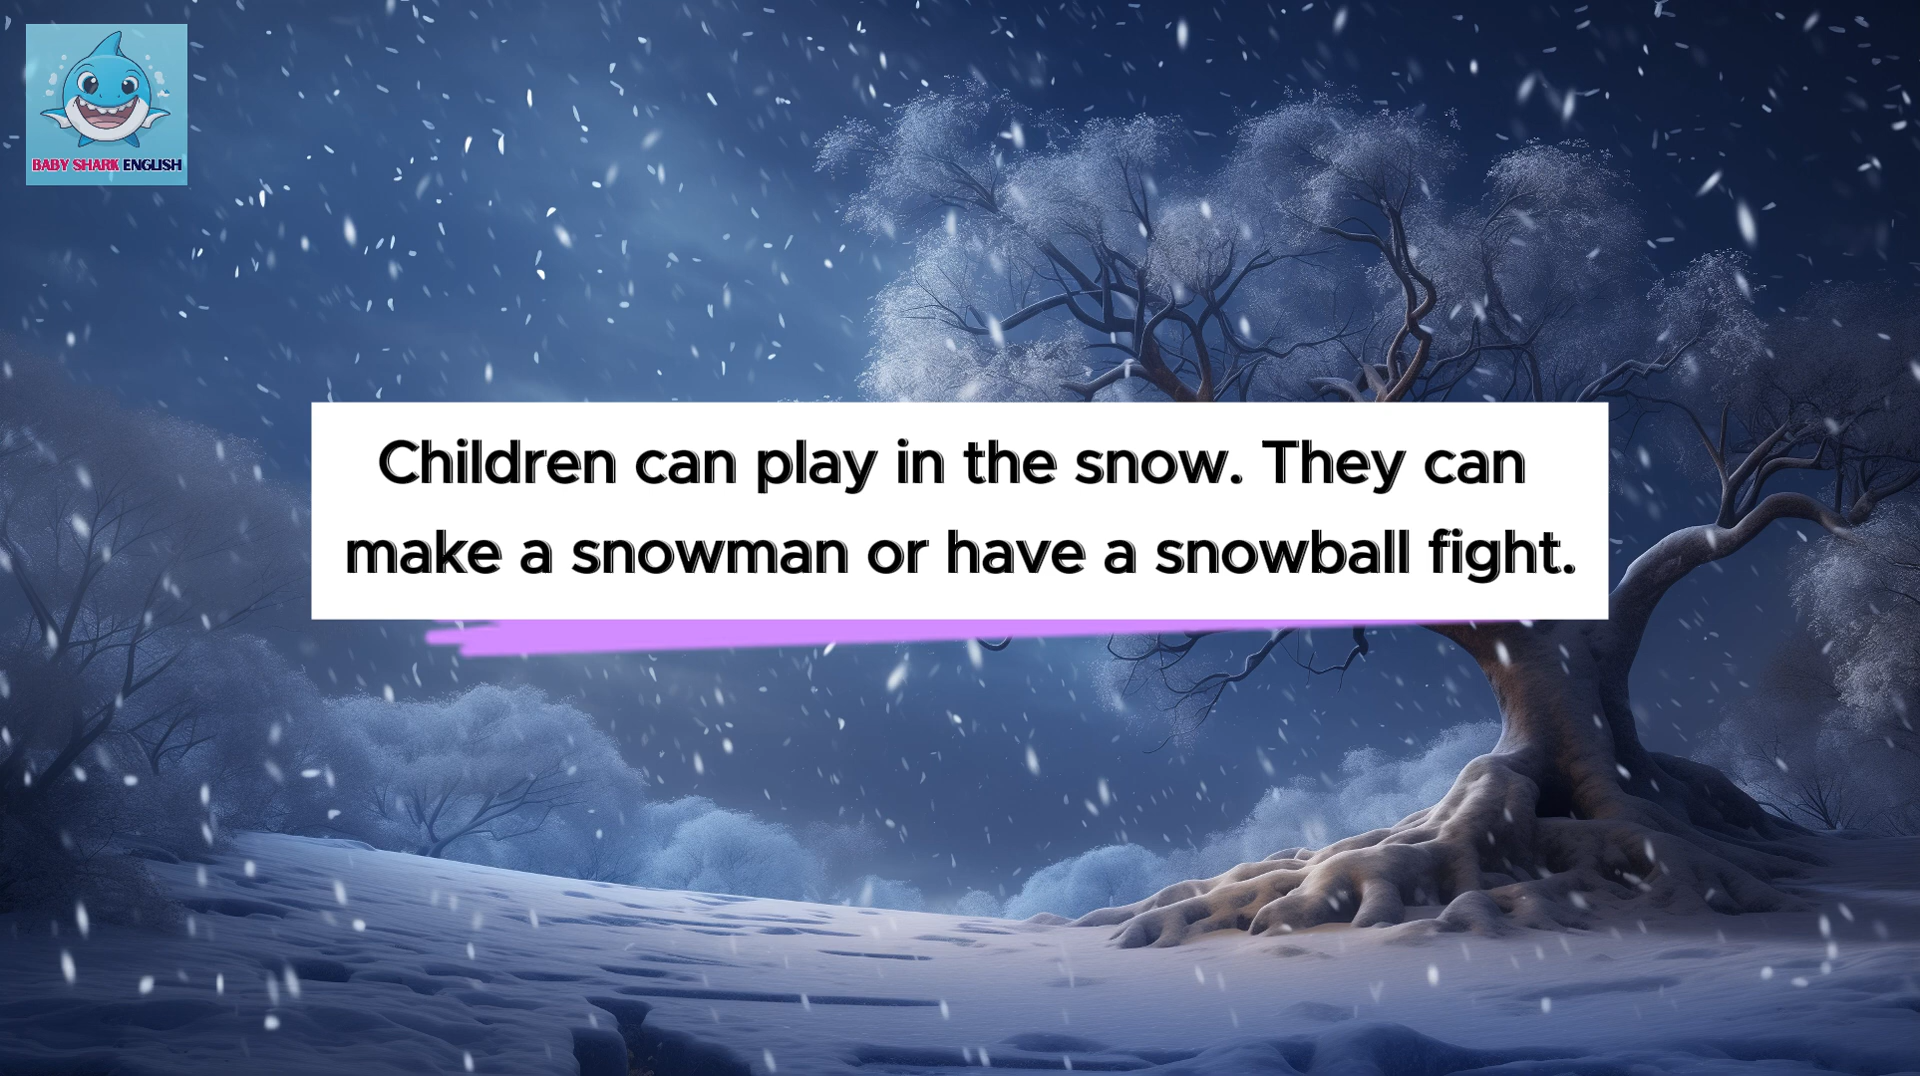 BABY SHARK ENGLISH
Children can play in the snow. They can
make a snowman or have a snowball fight.